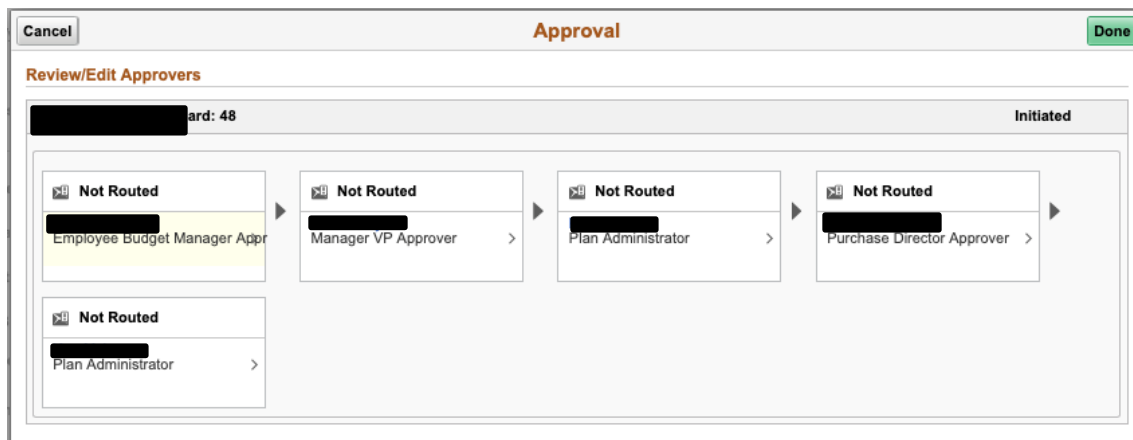 Cancel
Approval
Done
Review/Edit Approvers
ard: 48
Initiated
Not Routed
Not Routed
Not Routed
Not Routed
Employee Budget Manager Appr
Manager VP Approver
Plan Administrator
Purchase Director Approver
Not Routed
Plan Administrator